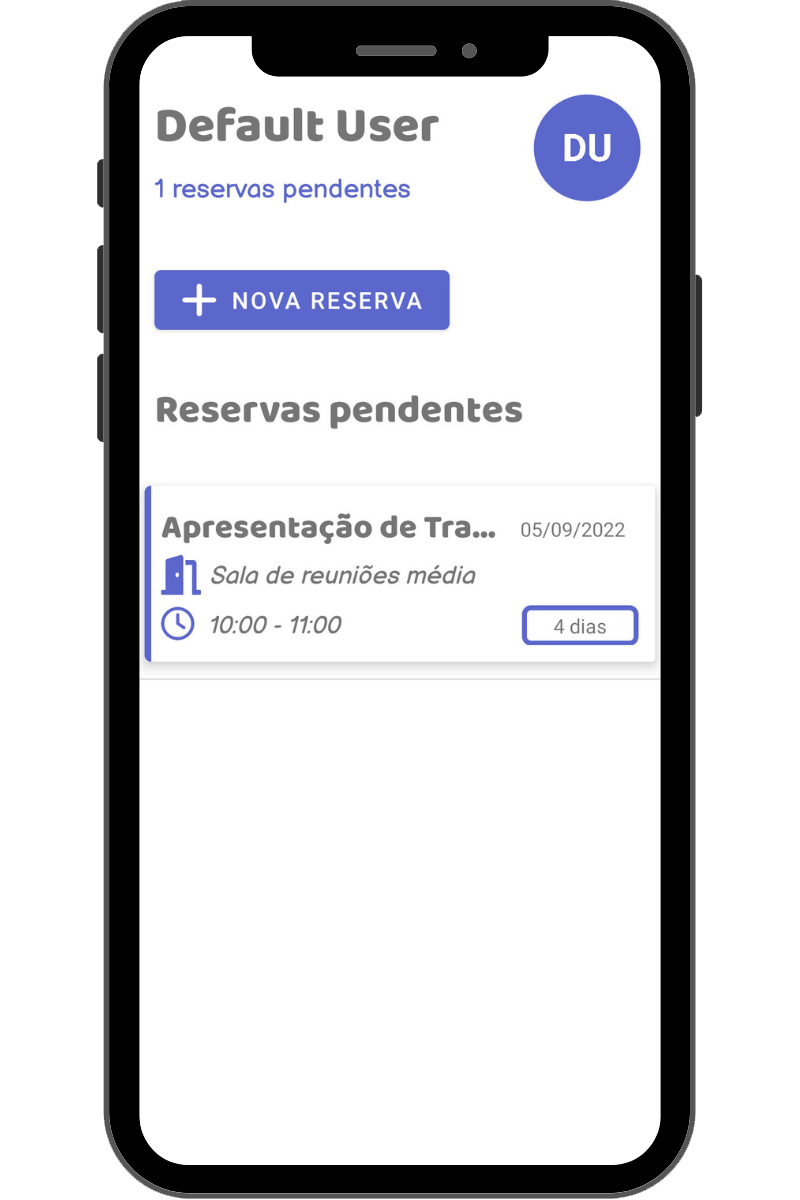 Default User
DU
1 reservas pendentes
NOVA RESERVA
Reservas pendentes
Apresentação de Tra... 05/09/2022
Sala de reuniões média
10:00 - 11:00
4 dias